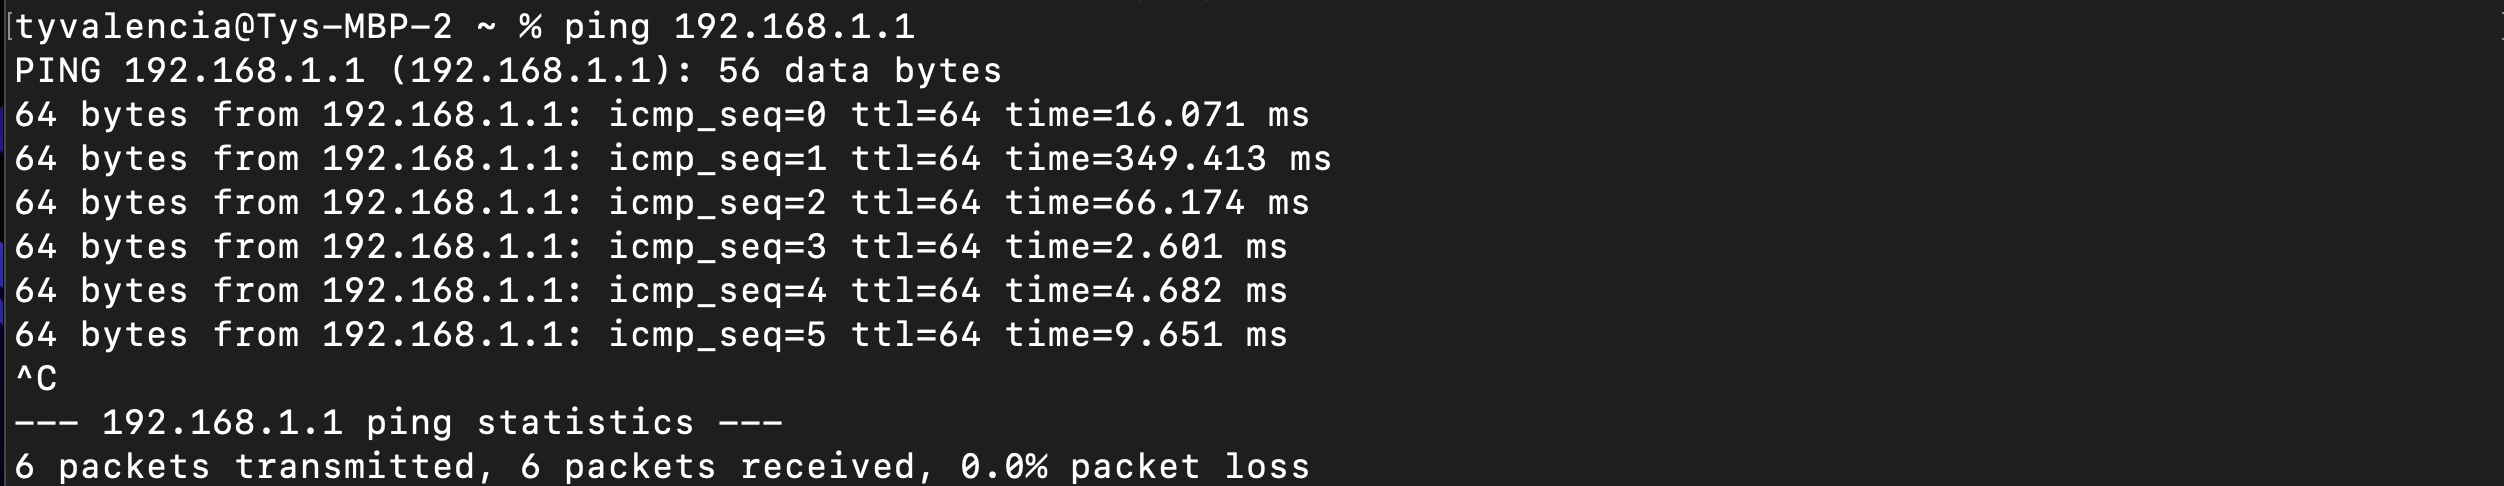 [tyvalencia@Tys-MBP-2 ~ % ping 192.168.1.1
PING 192.168.1.1 (192.168.1.1): 56 data bytes
64 bytes from 192.168.1.1: icmp_seq=0 ttl=64 time=16.071 ms
64 bytes from 192.168.1.1: icmp_seq=1 ttl=64 time=349.413 ms
64 bytes from 192.168.1.1: icmp_seq=2 ttl=64 time=66.174 ms
64 bytes from 192.168.1.1: icmp_seq=3 ttl=64 time=2.601 ms
64 bytes from 192.168.1.1: icmp_seq=4 ttl=64 time=4.682 ms
64 bytes from 192.168.1.1: icmp_seq=5 ttl=64 time=9.651 ms
^C
--- 192.168.1.1 ping statistics ---
6 packets transmitted, 6 packets received, 0.0% packet loss